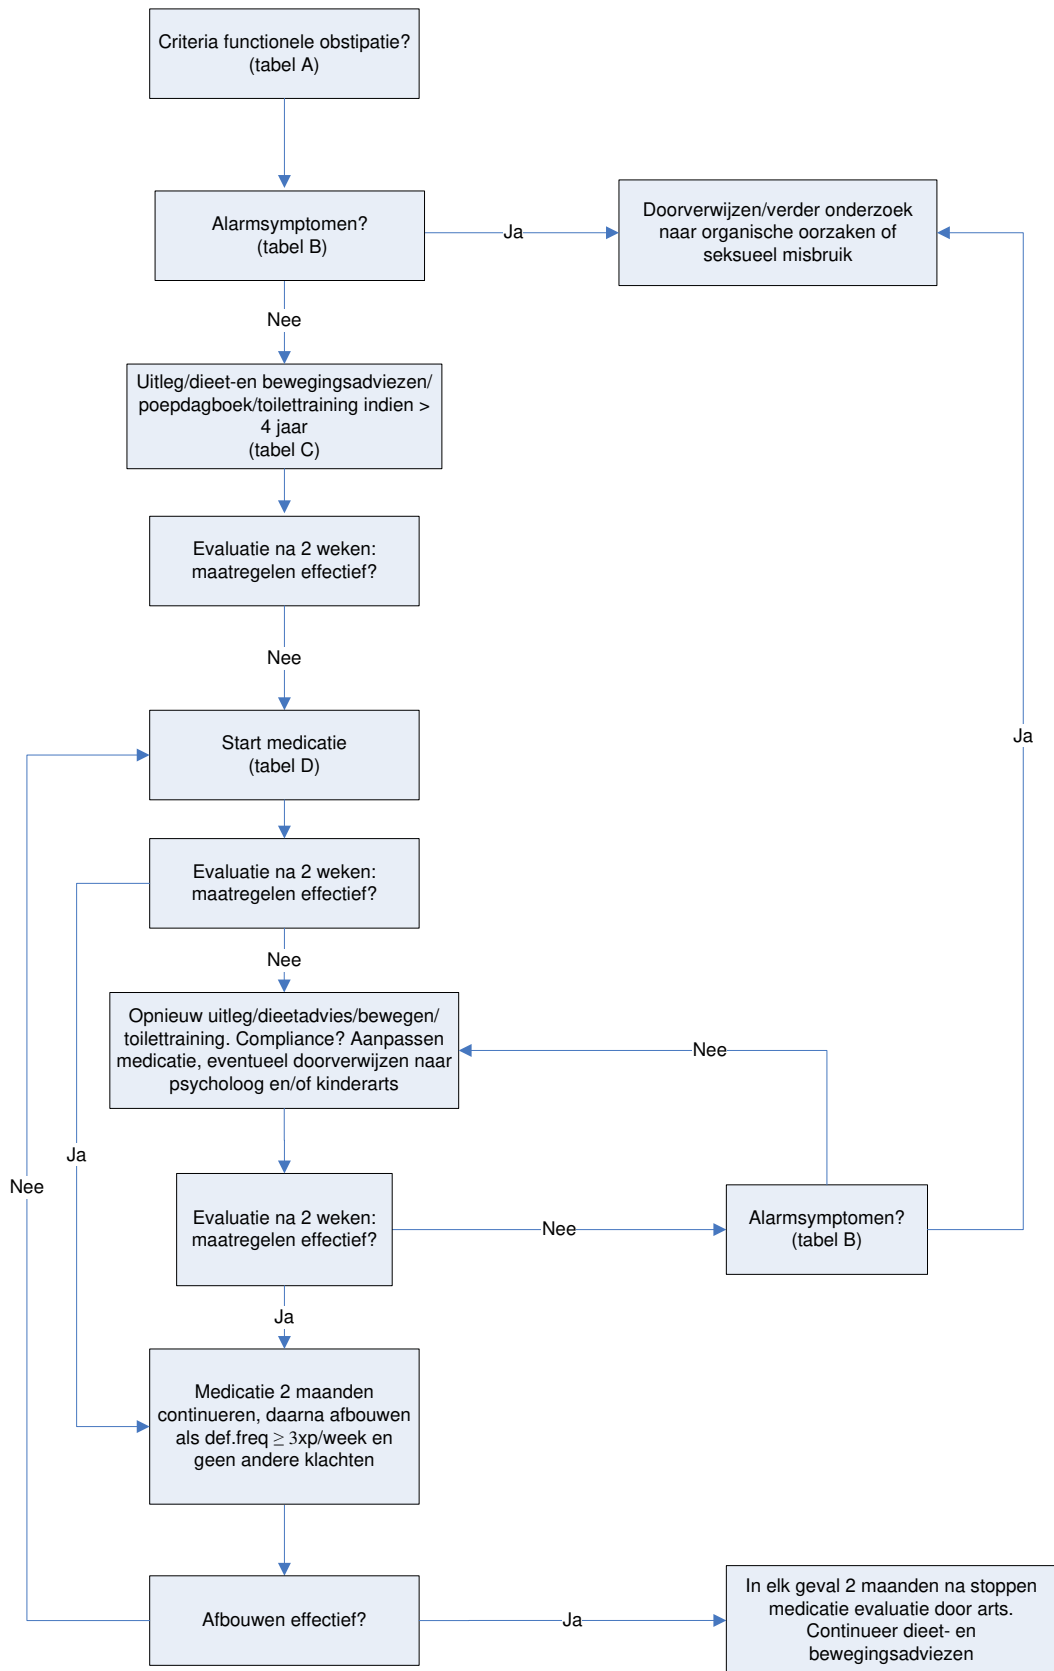 Criteria functionele obstipatie?
(tabel A)
Alarmsymptomen?
(tabel B)
Ja
Doorverwijzen/verder onderzoek
naar organische oorzaken of
seksueel misbruik
Nee
Uitleg/dieet-en bewegingsadviezen/
poepdagboek/toilettraining indien >
4 jaar
(tabel C)
Evaluatie na 2 weken:
maatregelen effectief?
Nee
Start medicatie
(tabel D)
Ja
Evaluatie na 2 weken:
maatregelen effectief?
Nee
Opnieuw uitleg/dieetadvies/bewegen/
toilettraining. Compliance? Aanpassen
medicatie, eventueel doorverwijzen naar
psycholoog en/of kinderarts
Nee
Ja
Nee
Evaluatie na 2 weken:
maatregelen effectief?
Nee
Alarmsymptomen?
(tabel B)
Ja
Medicatie 2 maanden
continueren, daarna afbouwen
als def.freq ≥ 3xp/week en
geen andere klachten
Afbouwen effectief?
Ja
In elk geval 2 maanden na stoppen
medicatie evaluatie door arts.
Continueer dieet- en
bewegingsadviezen